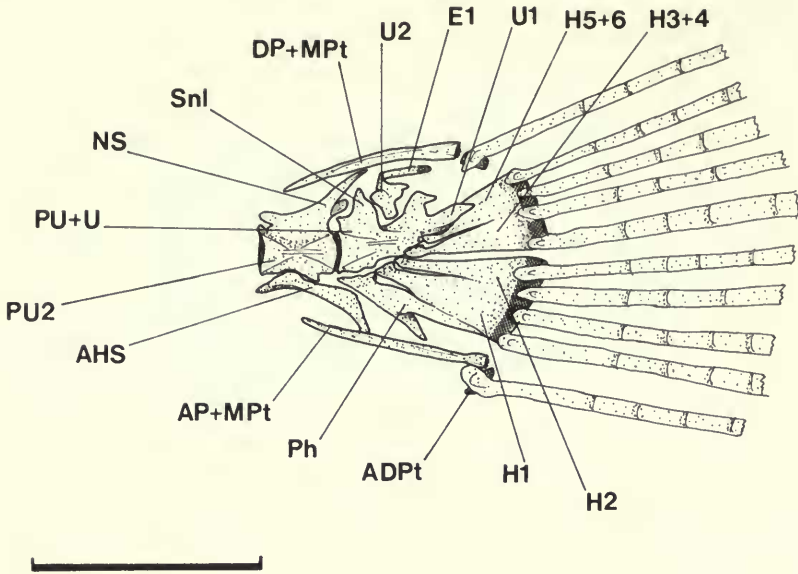 E1 U1 H5+6 H3+4
U2
DP+MPt
Snl
NS
PU+U
PU2
AHS
AP+MPt
Ph
ADPt
H1
H2